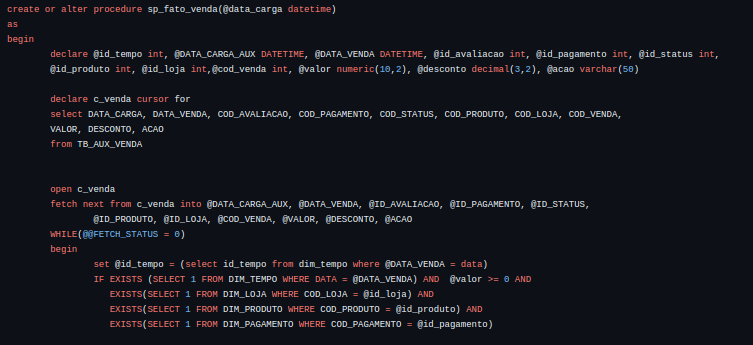 create or alter procedure sp_fato_venda(@data_carga datetime)
as
begin
declare @id_tempo int, @DATA_CARGA_AUX DATETIME, @DATA_VENDA DATETIME, @id_avaliacao int, @id_pagamento int, @id_status int,
@id_produto int, @id_loja int,@cod_venda int, @valor numeric(10,2), @desconto decimal(3,2), @acao varchar(50)
declare c_venda cursor for
select DATA_CARGA, DATA_VENDA, COD_AVALIACAO, COD_PAGAMENTO, COD_STATUS, COD_PRODUTO, COD_LOJA, COD_VENDA,
VALOR, DESCONTO, ACAO
from TB_AUX_VENDA
open c_venda
fetch next from c_venda into @DATA_CARGA_AUX, @DATA_VENDA, @ID_AVALIACAO, @ID_PAGAMENTO, @ID_STATUS,
@ID_PRODUTO, @ID_LOJA, @COD_VENDA, @VALOR, @DESCONTO, @ACAO
WHILE(@@FETCH_STATUS = 0)
begin
set @id_tempo = (select id_tempo from dim_tempo where @DATA_VENDA = data)
IF EXISTS (SELECT 1 FROM DIM_TEMPO WHERE DATA = @DATA_VENDA) AND @valor >= 0 AND
EXISTS(SELECT 1 FROM DIM_LOJA WHERE COD_LOJA = @id_loja) AND
EXISTS(SELECT 1 FROM DIM_PRODUTO WHERE COD_PRODUTO = @id_produto) AND
EXISTS(SELECT 1 FROM DIM_PAGAMENTO WHERE COD_PAGAMENTO = @id_pagamento)